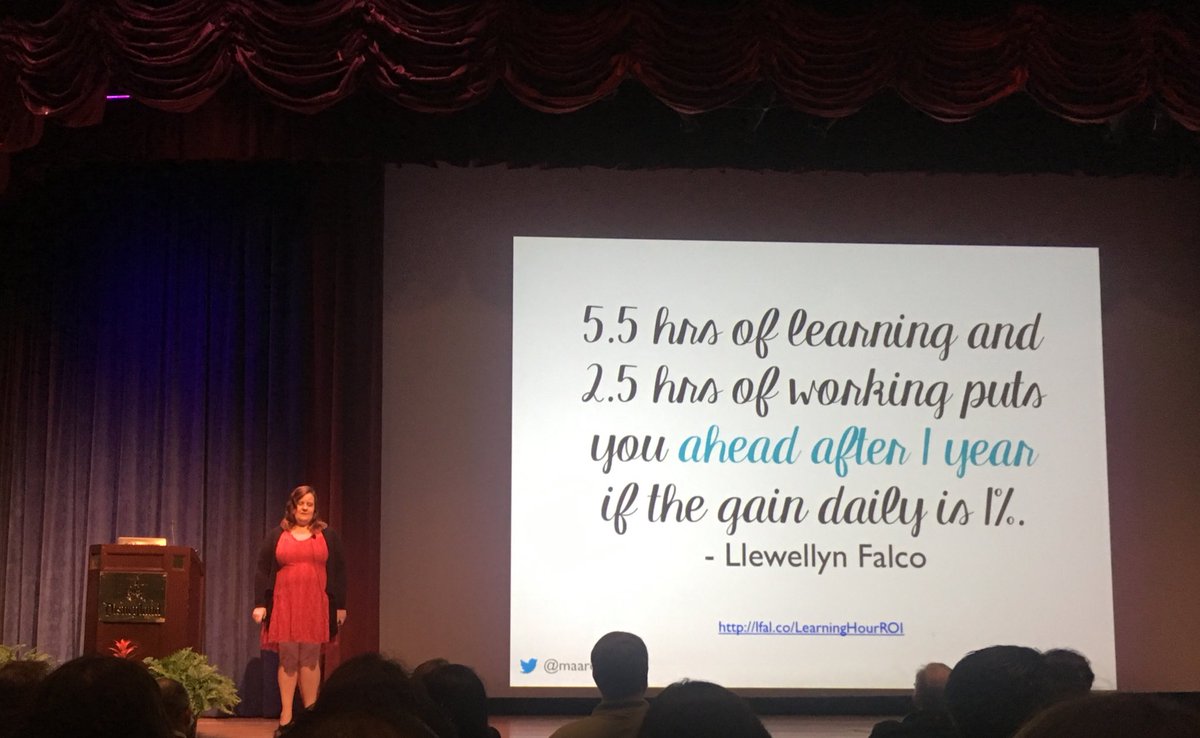 5.5 hrs of learning and
2.5 hrs of working puts
you ahead after 1 year
if the gain daily is 1%.
- Llewellyn Falco
http://lfal.co/LearningHourROI
Disneyland